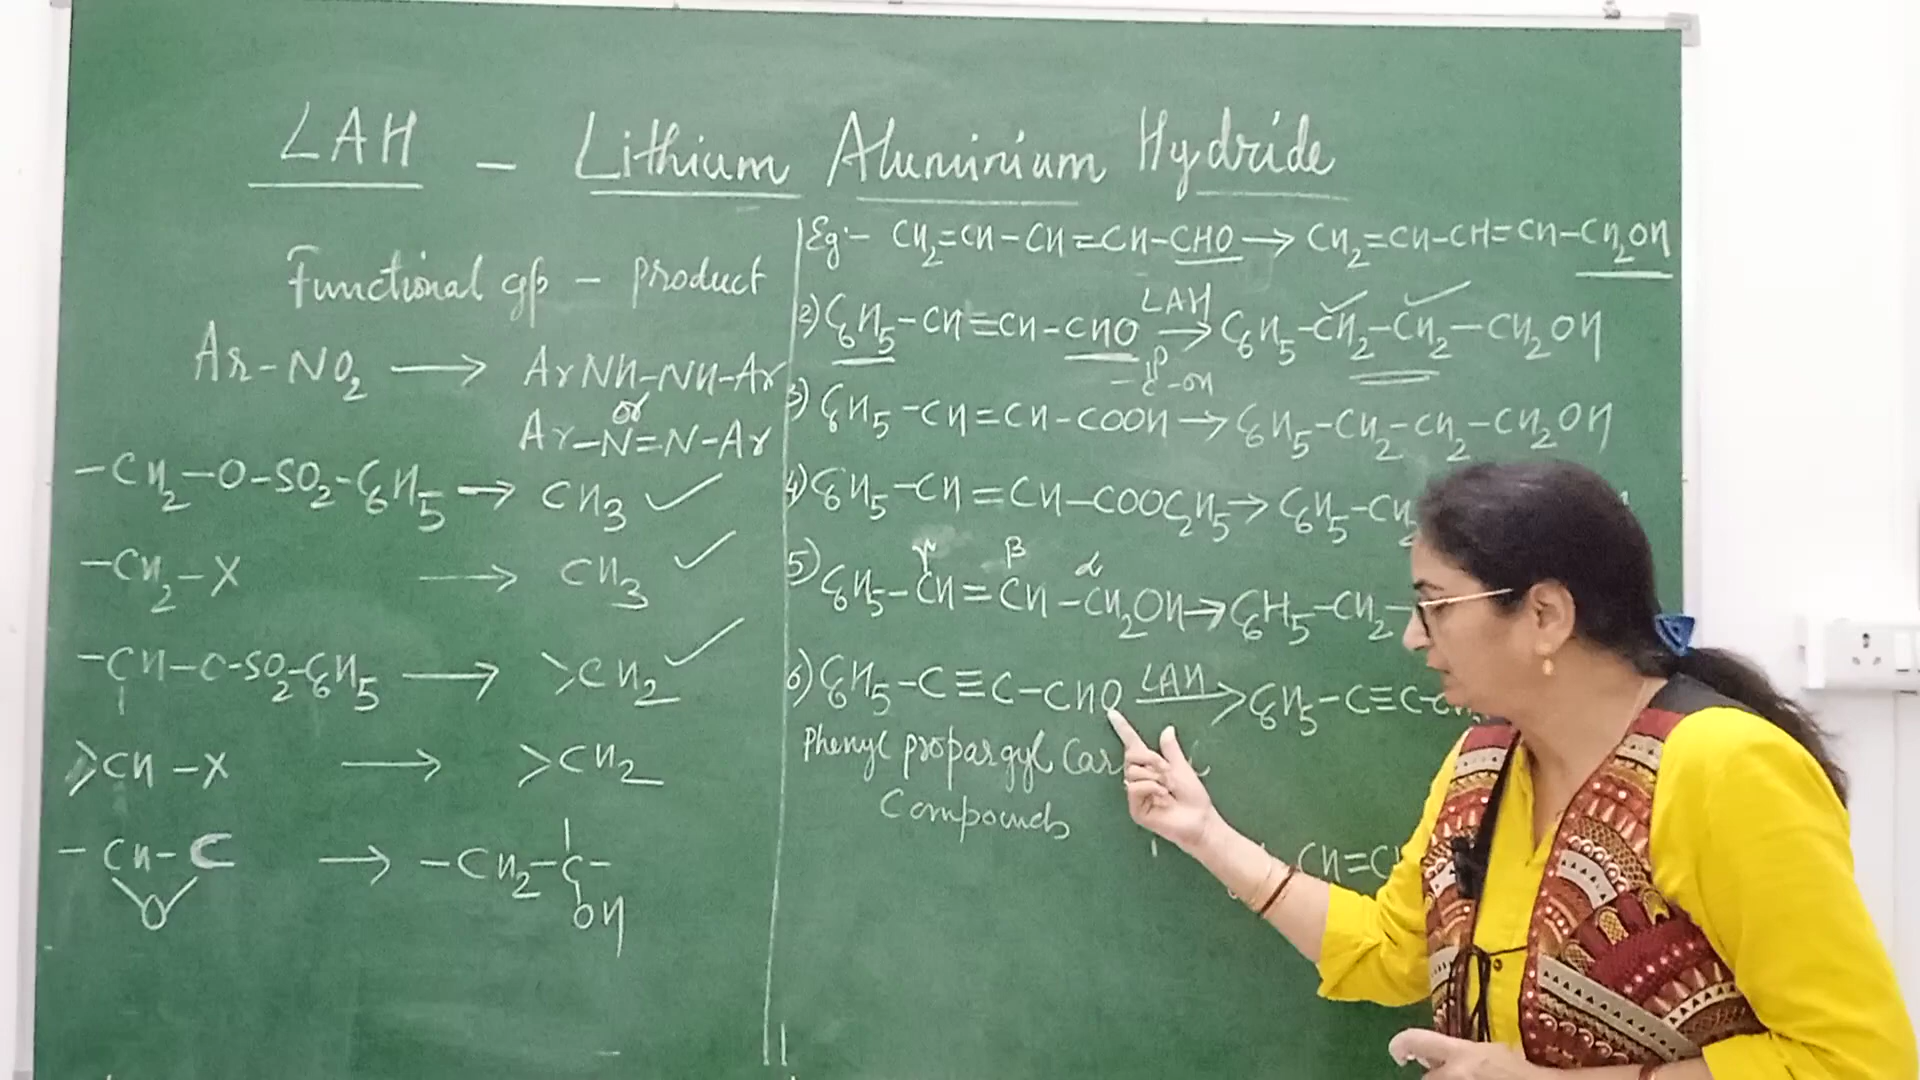 LAH - Lithium Aluminium Hydride
Functional gp - product
Ar-NO2 → ArNH-NH-Ar
or
Ar-N=N-Ar
-CH2-O-SO2-C6H5 → CH3 ✓
-CH2-X → CH3 ✓
-CH-O-SO2-C6H5 → >CH2 ✓
>CH-X → >CH2
-CH-C → -CH2-C-
O OH
Eg:- CH2=CH-CH=CH-CHO → CH2=CH-CH=CH-CH2OH
2) C6H5-CH=CH-CHO LAH→ C6H5-CH2-CH2-CH2OH
3) C6H5-CH=CH-COOH → C6H5-CH2-CH2-CH2OH
4) C6H5-CH=CH-COOC2H5 → C6H5-CH2
γ β α
5) C6H5-CH=CH-CH2OH → C6H5-CH2-
6) C6H5-C≡C-CHO LAH→ C6H5-C≡C-
Phenyl propargyl
Compounds
CH=